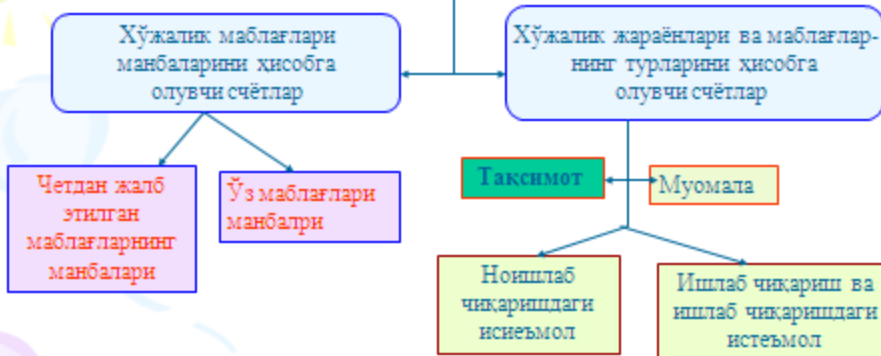 Хўжалик маблағлари
манбаларини ҳисобга
олувчи счётлар
Хўжалик жараёнлари ва маблағлар-
нинг турларини ҳисобга
олувчи счётлар
Четдан жалб
этилган
маблағларнинг
манбалари
Ўз маблағлари
манбалри
Тақсимот
Муомала
Ноишлаб
чиқаришдаги
исиеъмол
Ишлаб чиқариш ва
ишлаб чиқаришдаги
истеъмол